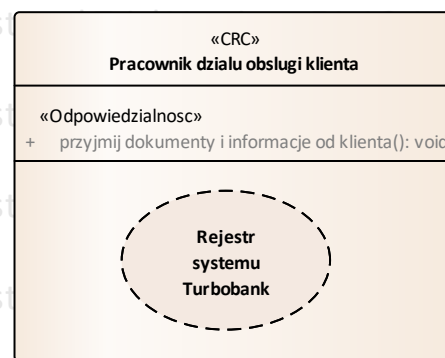 «CRC»
Pracownik dzialu obslugi klienta
«Odpowiedzialnosc»
+ przyjmij dokumenty i informacje od klienta(): void
Rejestr
systemu
Turbobank